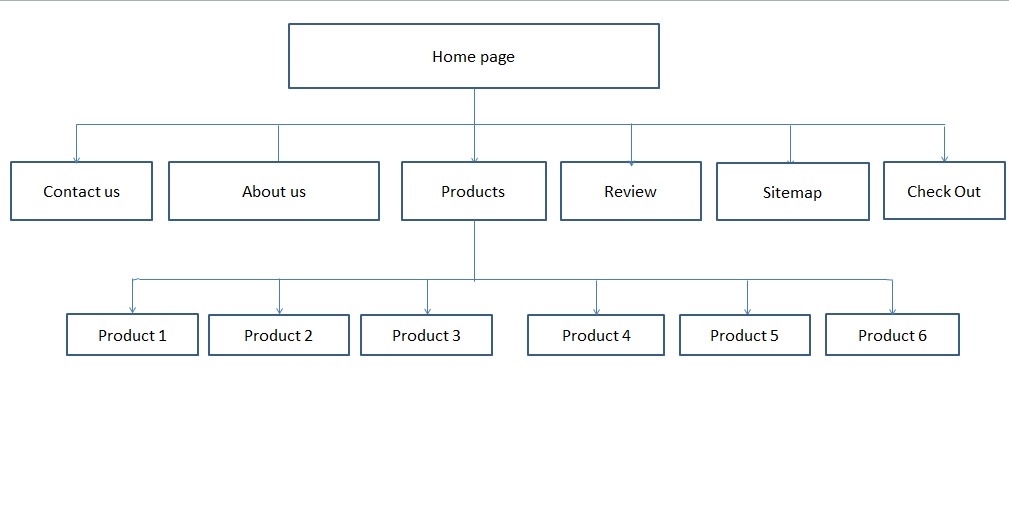 Home page
Contact us
About us
Products
Review
Sitemap
Check Out
Product 1
Product 2
Product 3
Product 4
Product 5
Product 6